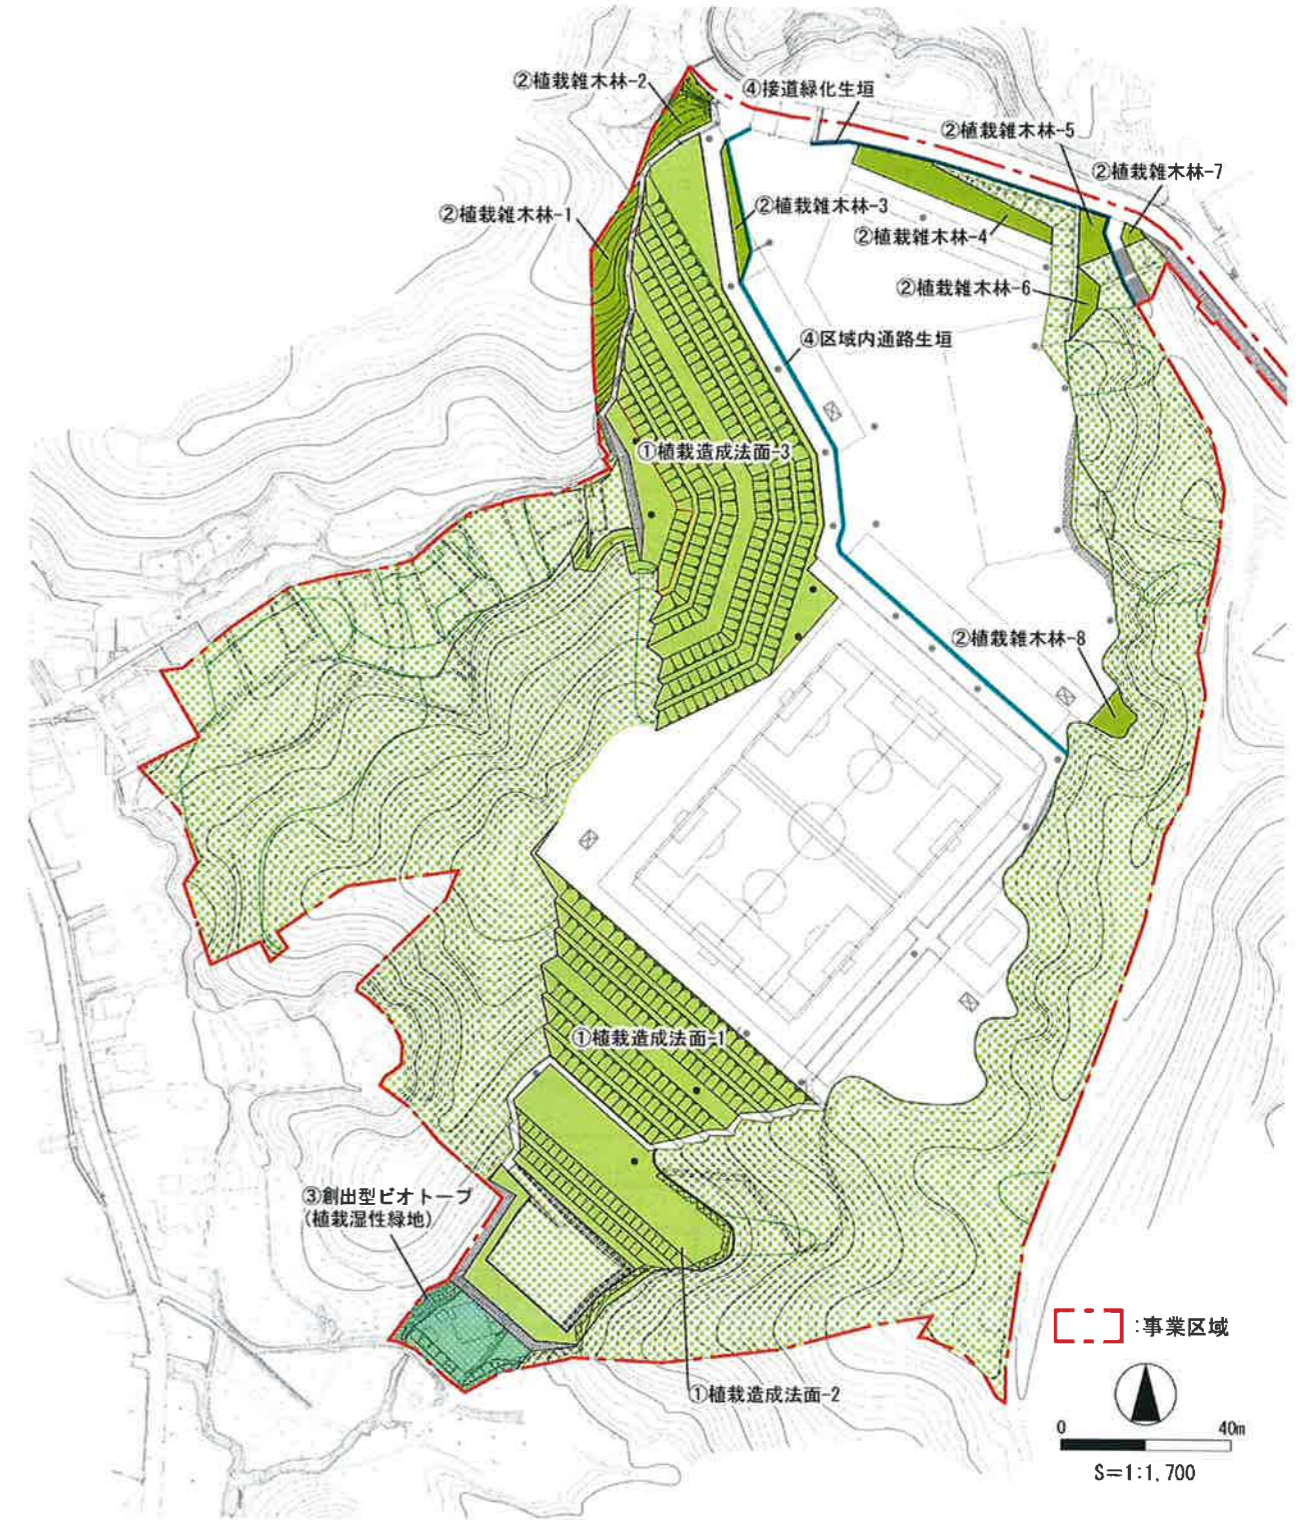 ②植栽雑木林-2
④接道緑化生垣
②植栽雑木林-5
②植栽雑木林-7
②植栽雑木林-1
②植栽雑木林-3
②植栽雑木林-4
②植栽雑木林-6
④区域内通路生垣
①植栽造成法面-3
②植栽雑木林-8
①植栽造成法面-1
③創出型ビオトープ
(植栽湿性緑地)
:事業区域
①植栽造成法面-2
0 40m
S=1:1,700